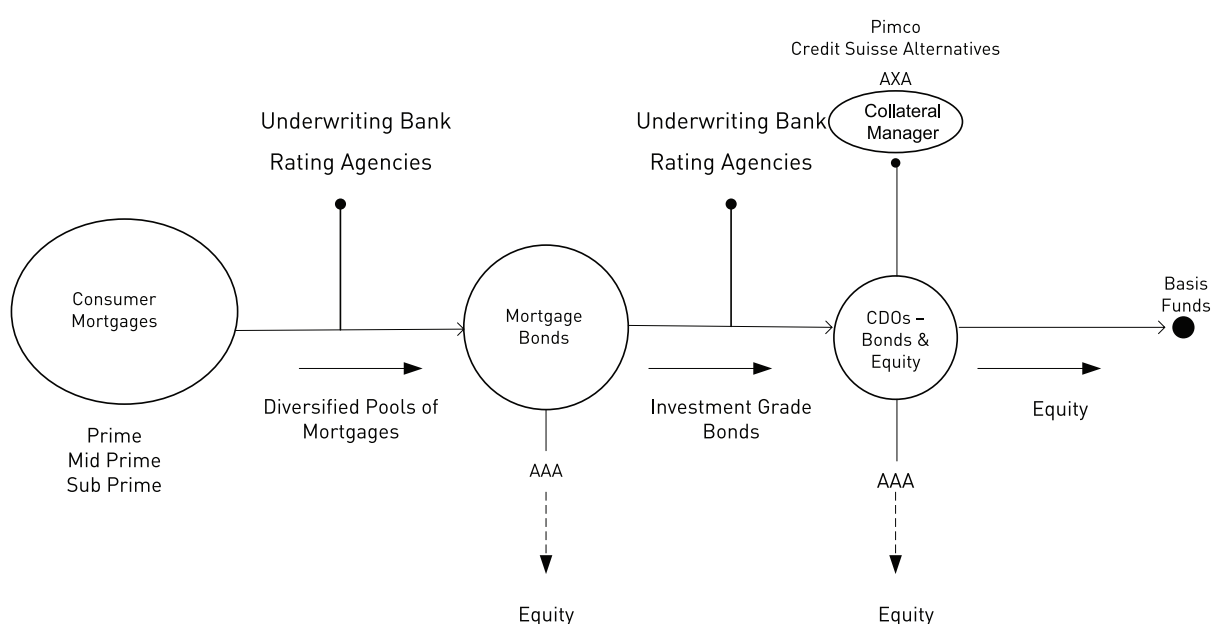 Pimco
Credit Suisse Alternatives
AXA
Collateral
Manager
Underwriting Bank
Rating Agencies
Underwriting Bank
Rating Agencies
Consumer
Mortgages
Prime
Mid Prime
Sub Prime
Diversified Pools of
Mortgages
Mortgage
Bonds
AAA
Equity
Investment Grade
Bonds
CDOs –
Bonds &
Equity
AAA
Equity
Equity
Basis
Funds